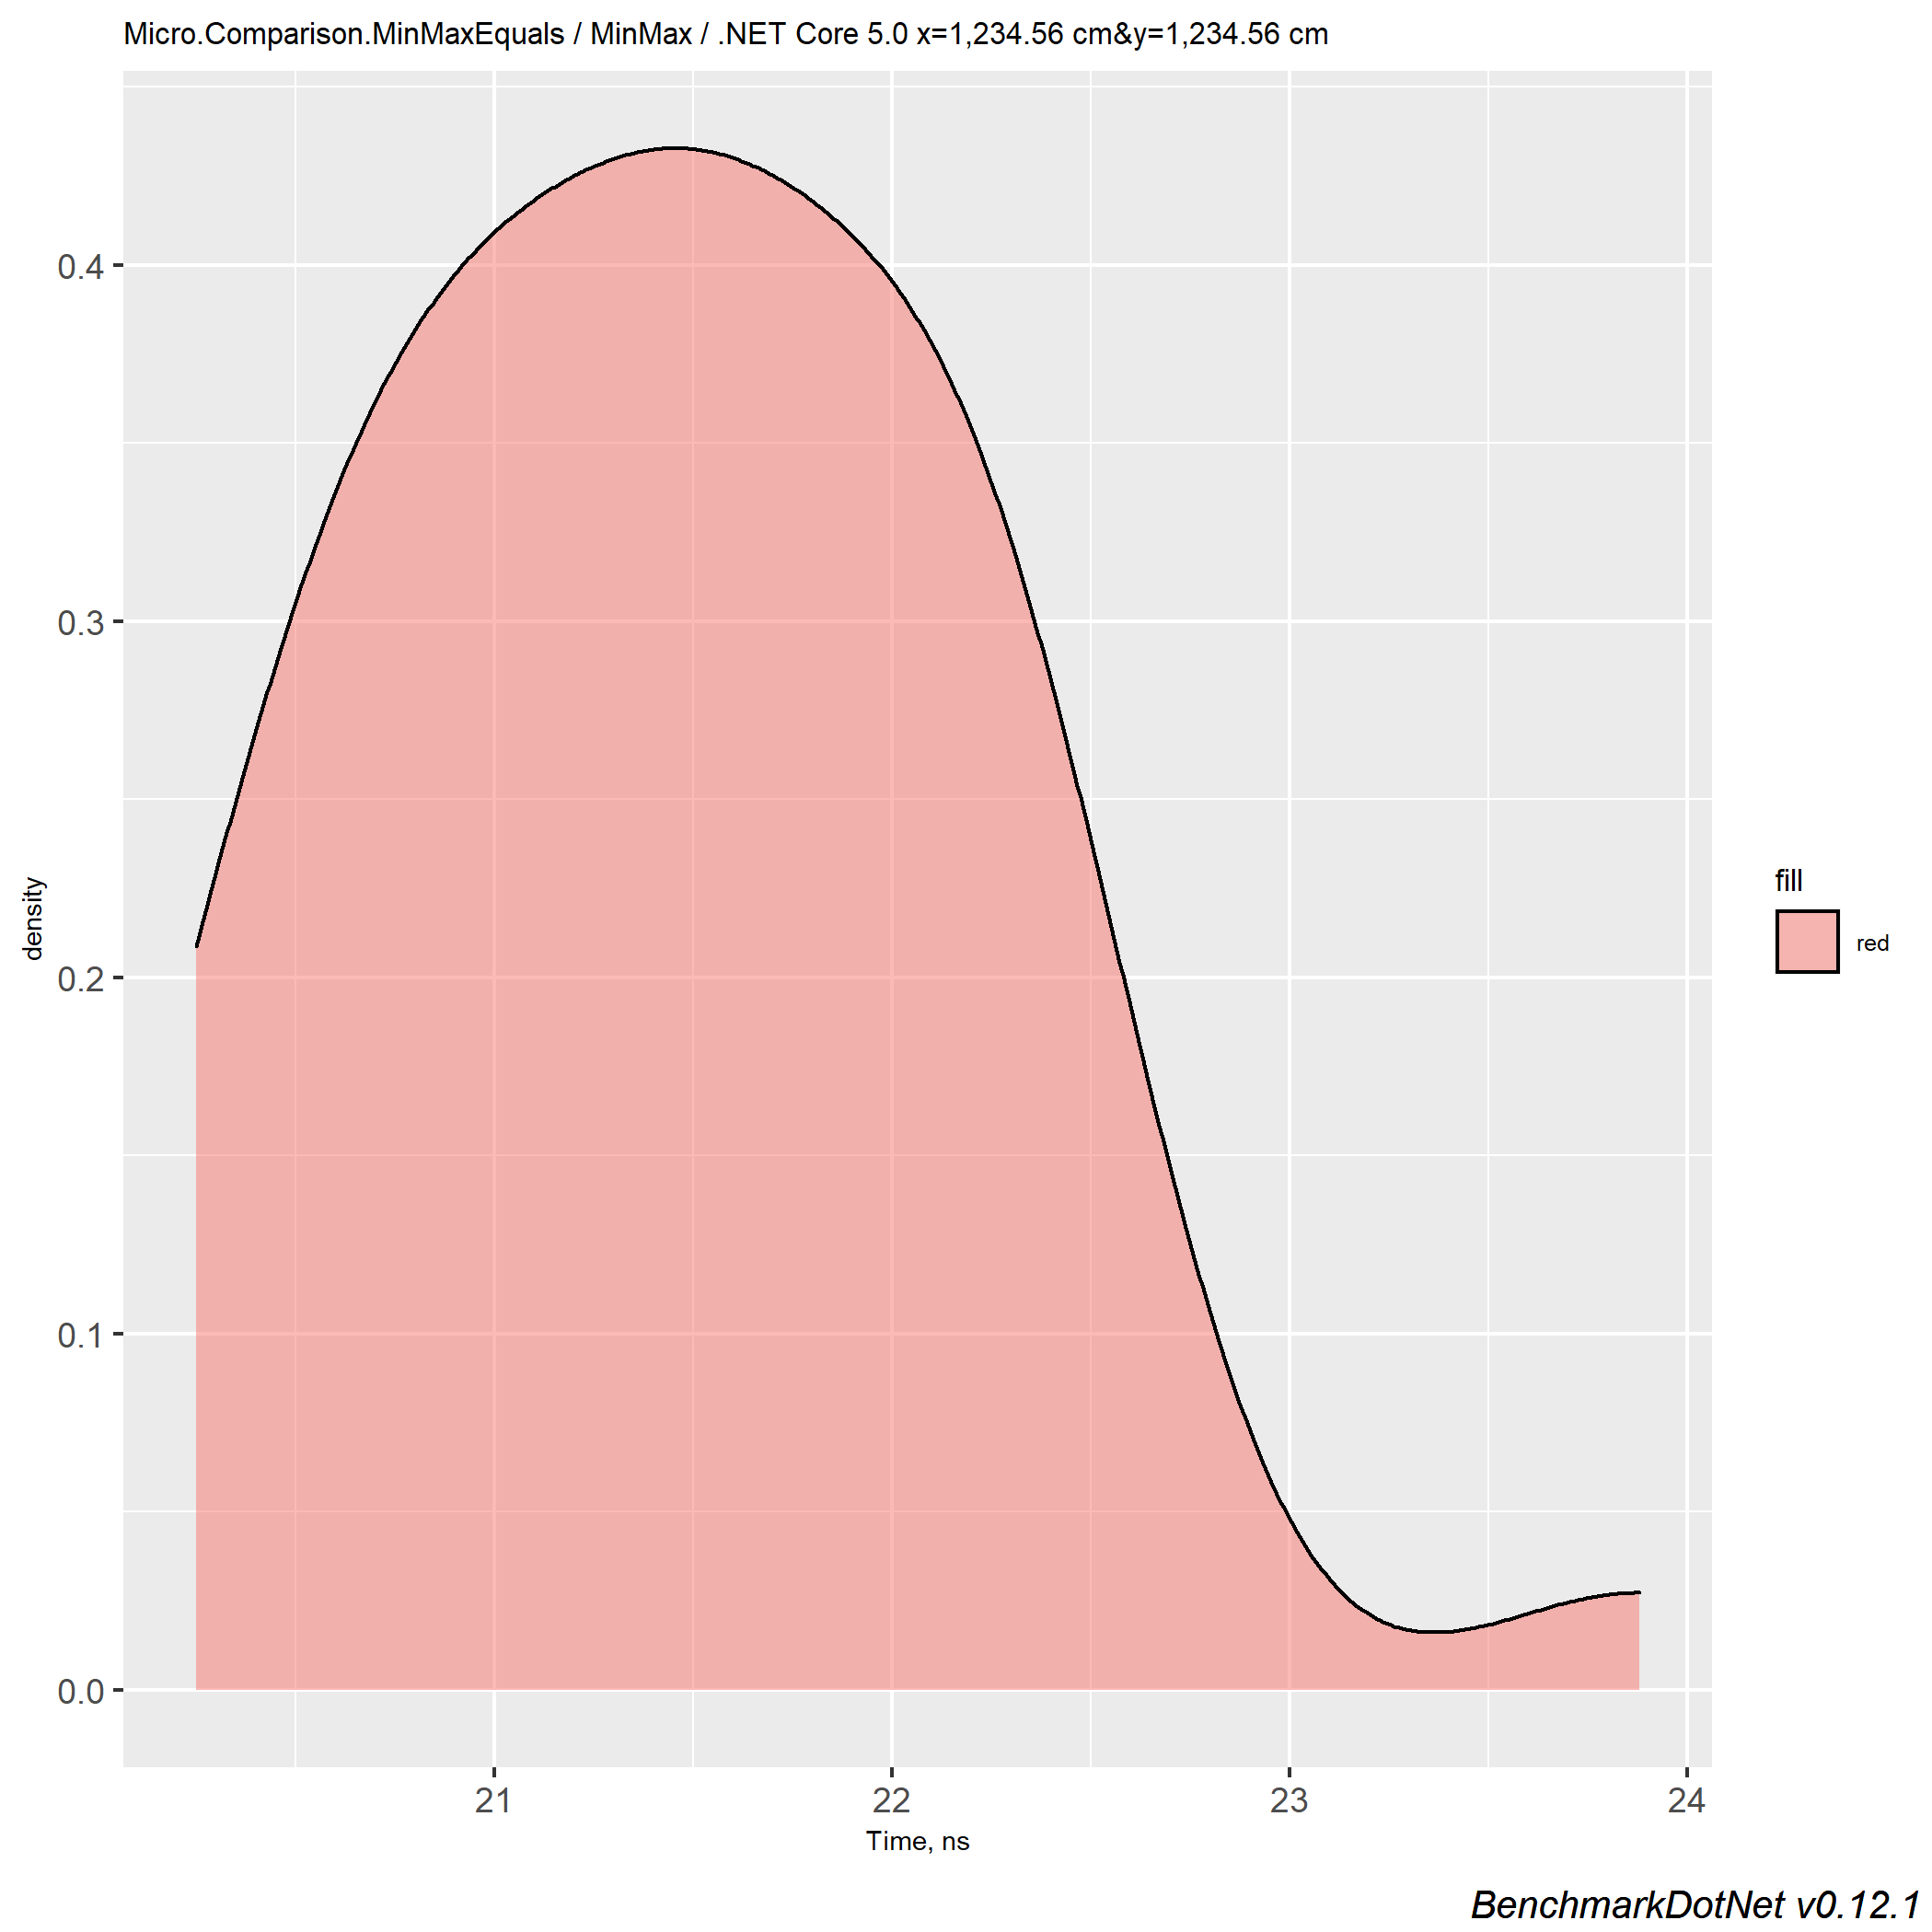 Micro.Comparison.MinMaxEquals / MinMax / .NET Core 5.0 x=1,234.56 cm&y=1,234.56 cm
density
0.4
0.3
0.2
0.1
0.0
21 22 23 24
Time, ns
fill
red
BenchmarkDotNet v0.12.1